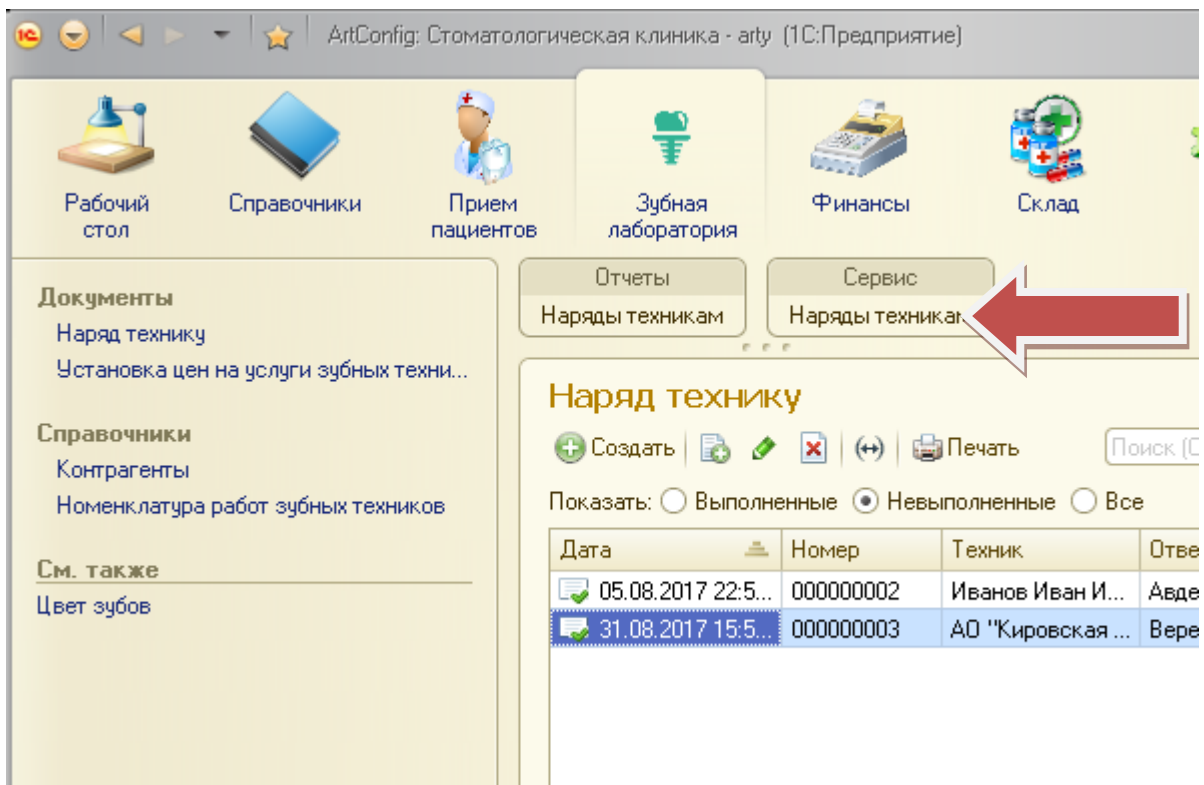 ArtConfig: Стоматологическая клиника - arty (1С:Предприятие)
Рабочий
стол
Справочники
Прием
пациентов
Зубная
лаборатория
Финансы
Склад
Документы
Наряд технику
Установка цен на услуги зубных техни...
Справочники
Контрагенты
Номенклатура работ зубных техников
См. также
Цвет зубов
Отчеты
Наряды техникам
Сервис
Наряды техникам
Наряд технику
Создать
Печать
Поиск (C
Показать: Выполненные Невыполненные Все
Дата Номер Техник Отве
05.08.2017 22:5... 000000002 Иванов Иван И... Авде
31.08.2017 15:5... 000000003 АО "Кировская ... Вере